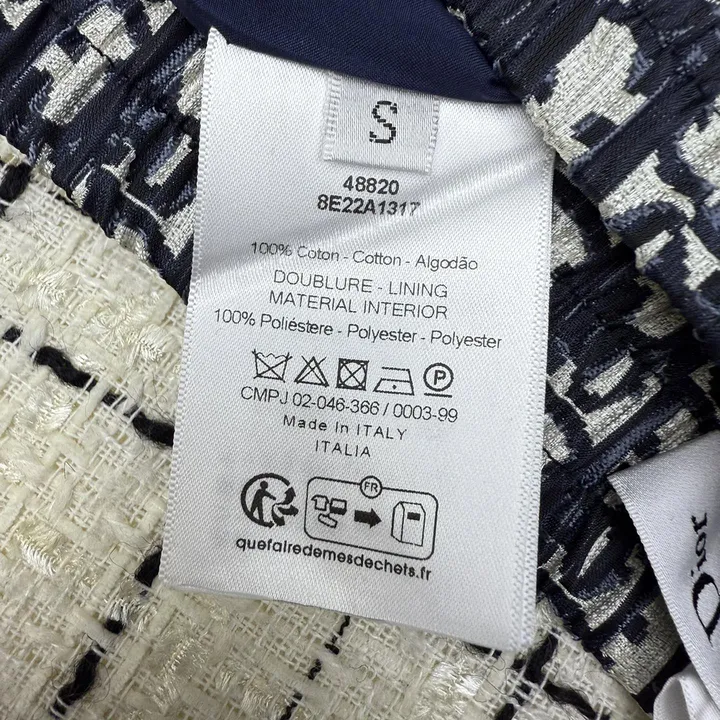 S
48820
8E22A1317
100% Coton - Cotton - Algodão
DOUBLURE - LINING
MATERIAL INTERIOR
100% Poliéstere - Polyester - Polyester
P
CMPJ 02-046-366 / 0003-99
Made in ITALY
ITALIA
FR
quefairedemesdechets.fr
Dior